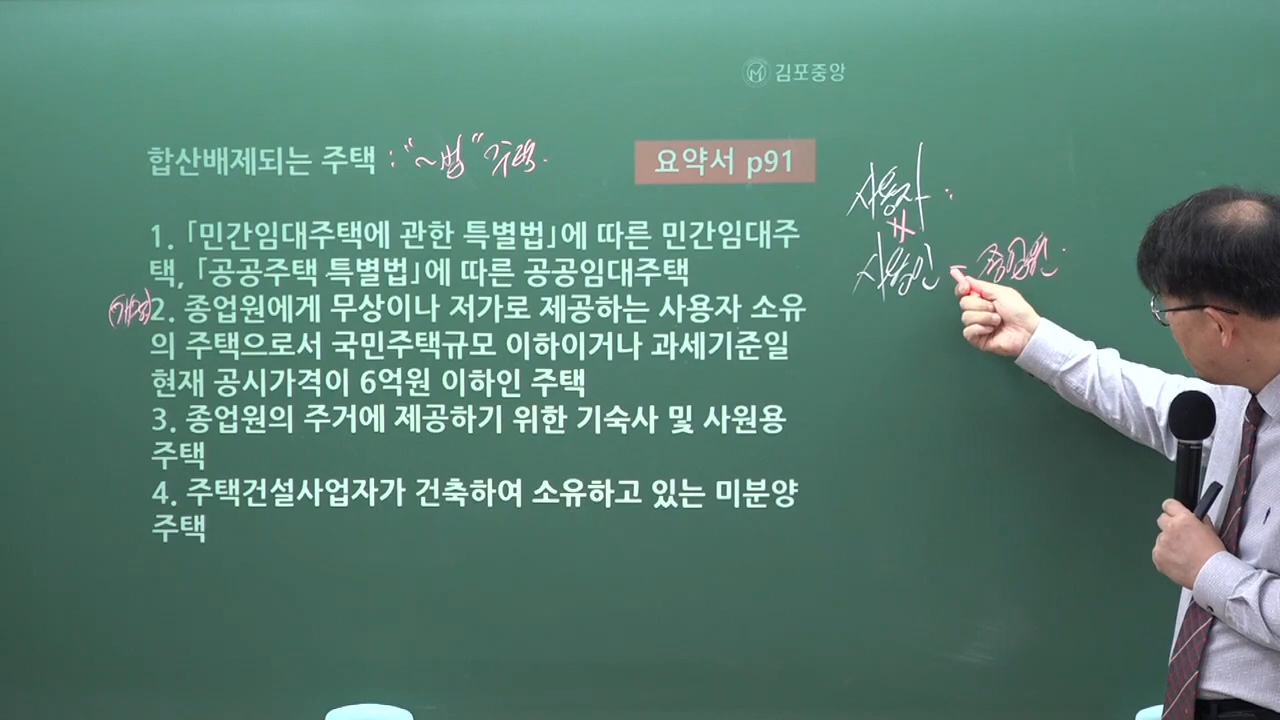 김포중앙
합산배제되는 주택 : "~법" 주택.
요약서 p91
1. 「민간임대주택에 관한 특별법」에 따른 민간임대주
택, 「공공주택 특별법」에 따른 공공임대주택
(개정) 2. 종업원에게 무상이나 저가로 제공하는 사용자 소유
의 주택으로서 국민주택규모 이하이거나 과세기준일
현재 공시가격이 6억원 이하인 주택
3. 종업원의 주거에 제공하기 위한 기숙사 및 사원용
주택
4. 주택건설사업자가 건축하여 소유하고 있는 미분양
주택
사용자 :
사용인 - 종업원.